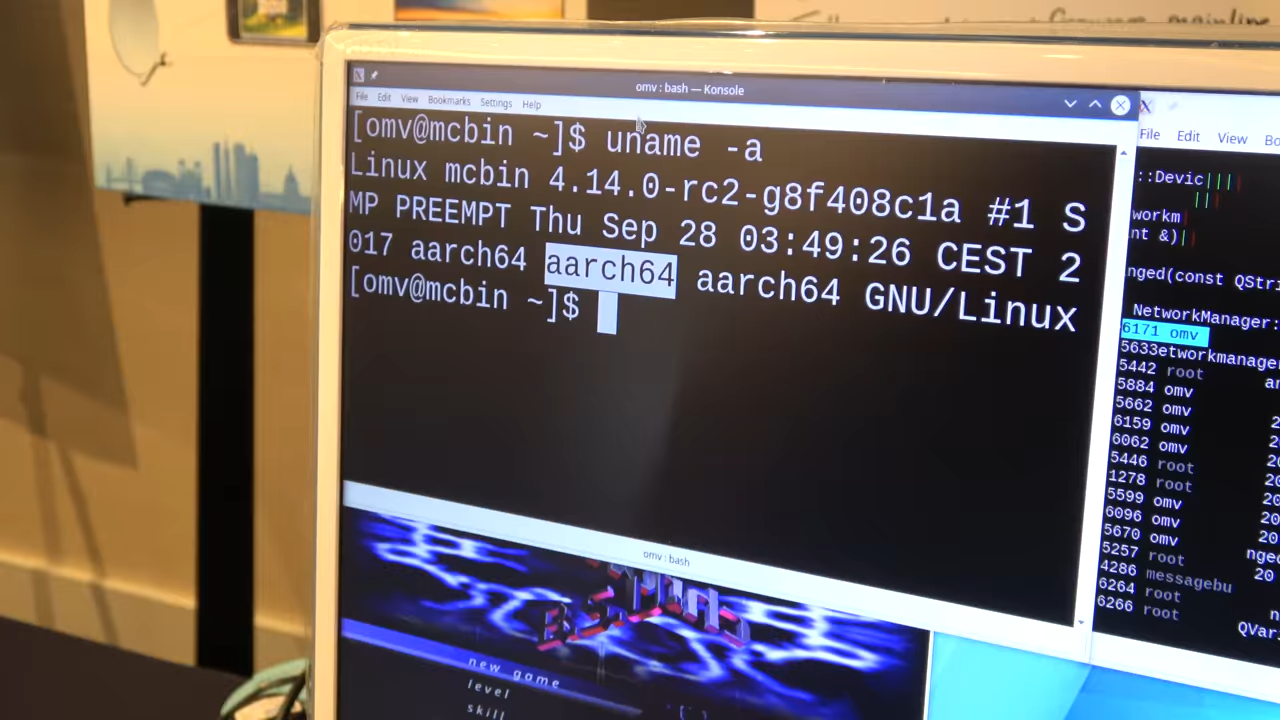 omv : bash — Konsole
File Edit View Bookmarks Settings Help
[omv@mcbin ~]$ uname -a
Linux mcbin 4.14.0-rc2-g8f408c1a #1 S
MP PREEMPT Thu Sep 28 03:49:26 CEST 2
017 aarch64 aarch64 aarch64 GNU/Linux
[omv@mcbin ~]$
omv : bash
new game
level
skill
File Edit View Bo
::Devic|||
|||
workm
nt &)|
nged(const QStri
NetworkManager:
6171 omv
5633etworkmanage
5442 root
5884 omv
5662 omv
6159 omv
6062 omv
5446 root
1278 root
5599 omv
6096 omv
5670 omv
5257 root
4286 messagebu
6264 root
6266 root
QVar
mainline